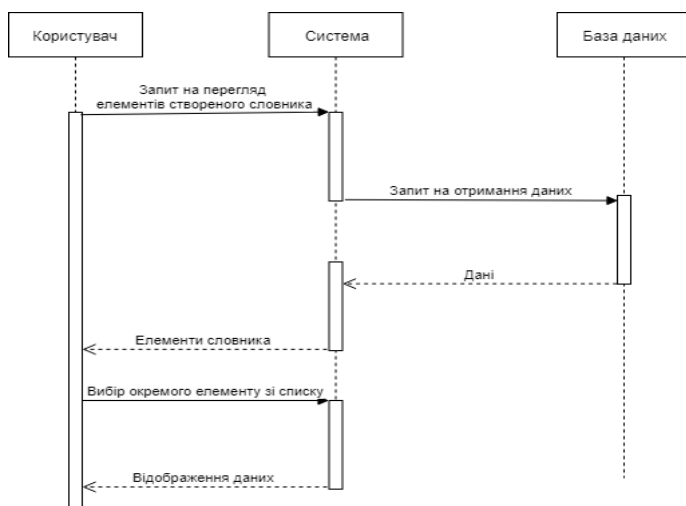 Користувач
Система
База даних
Запит на перегляд
елементів створеного словника
Запит на отримання даних
Дані
Елементи словника
Вибір окремого елементу зі списку
Відображення даних